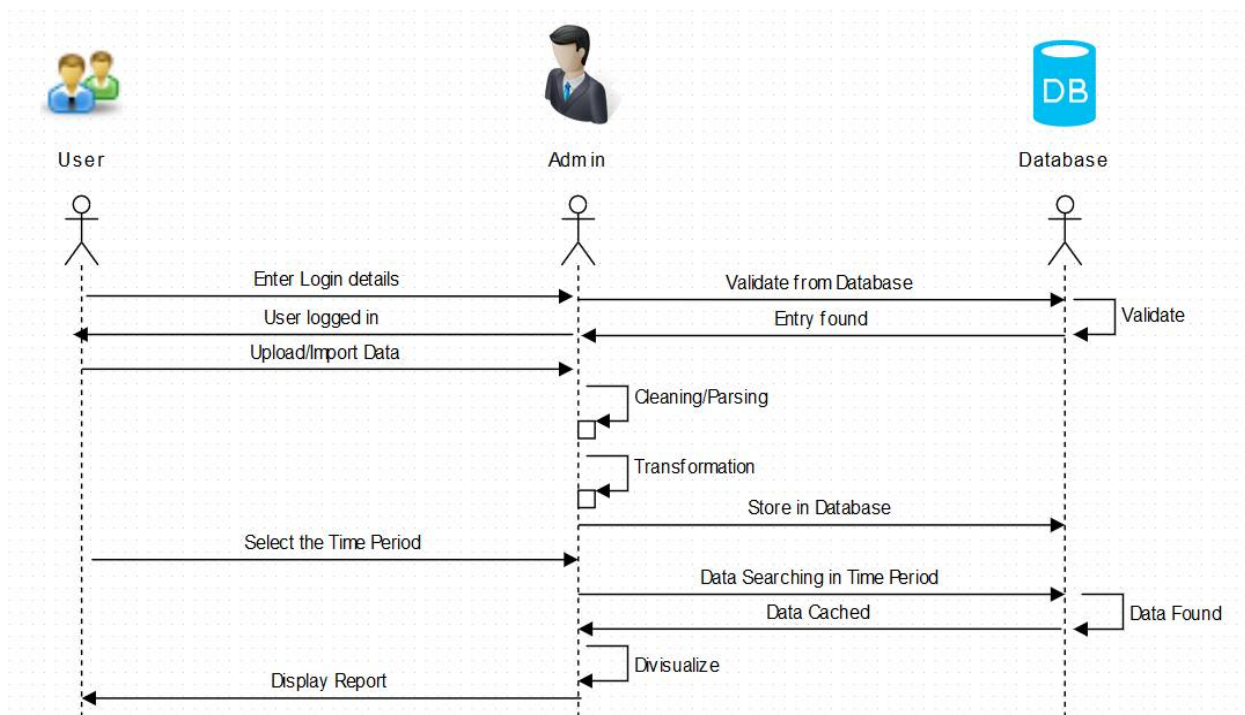 DB
User
Admin
Database
Enter Login details
Validate from Database
User logged in
Entry found
Validate
Upload/Import Data
Cleaning/Parsing
Transformation
Store in Database
Select the Time Period
Data Searching in Time Period
Data Cached
Data Found
Divisualize
Display Report